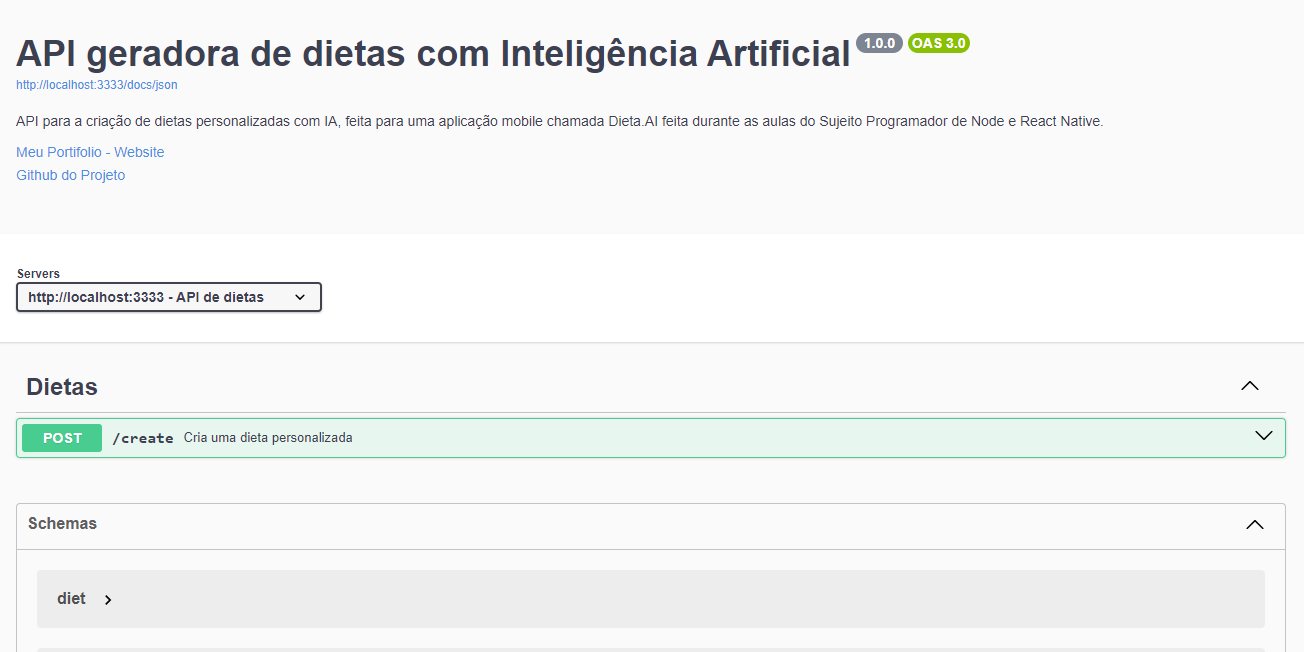 API geradora de dietas com Inteligência Artificial 1.0.0 OAS 3.0
http://localhost:3333/docs/json
API para a criação de dietas personalizadas com IA, feita para uma aplicação mobile chamada Dieta.AI feita durante as aulas do Sujeito Programador de Node e React Native.
Meu Portifolio - Website
Github do Projeto
Servers
http://localhost:3333 - API de dietas
Dietas
POST /create Cria uma dieta personalizada
Schemas
diet